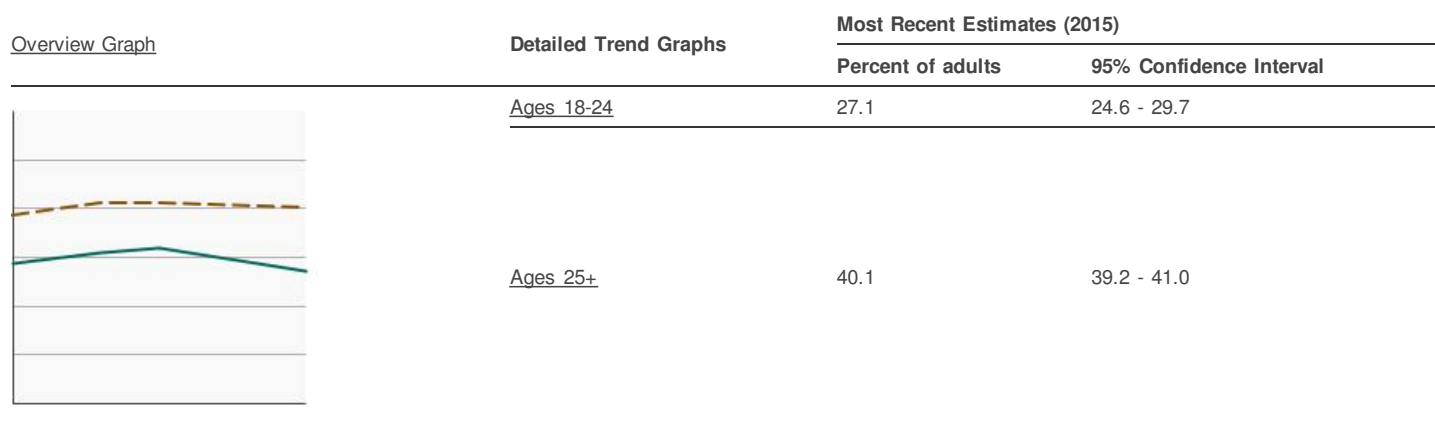 Overview Graph
Detailed Trend Graphs
Most Recent Estimates (2015)
Percent of adults
95% Confidence Interval
Ages 18-24
27.1
24.6 - 29.7
Ages 25+
40.1
39.2 - 41.0